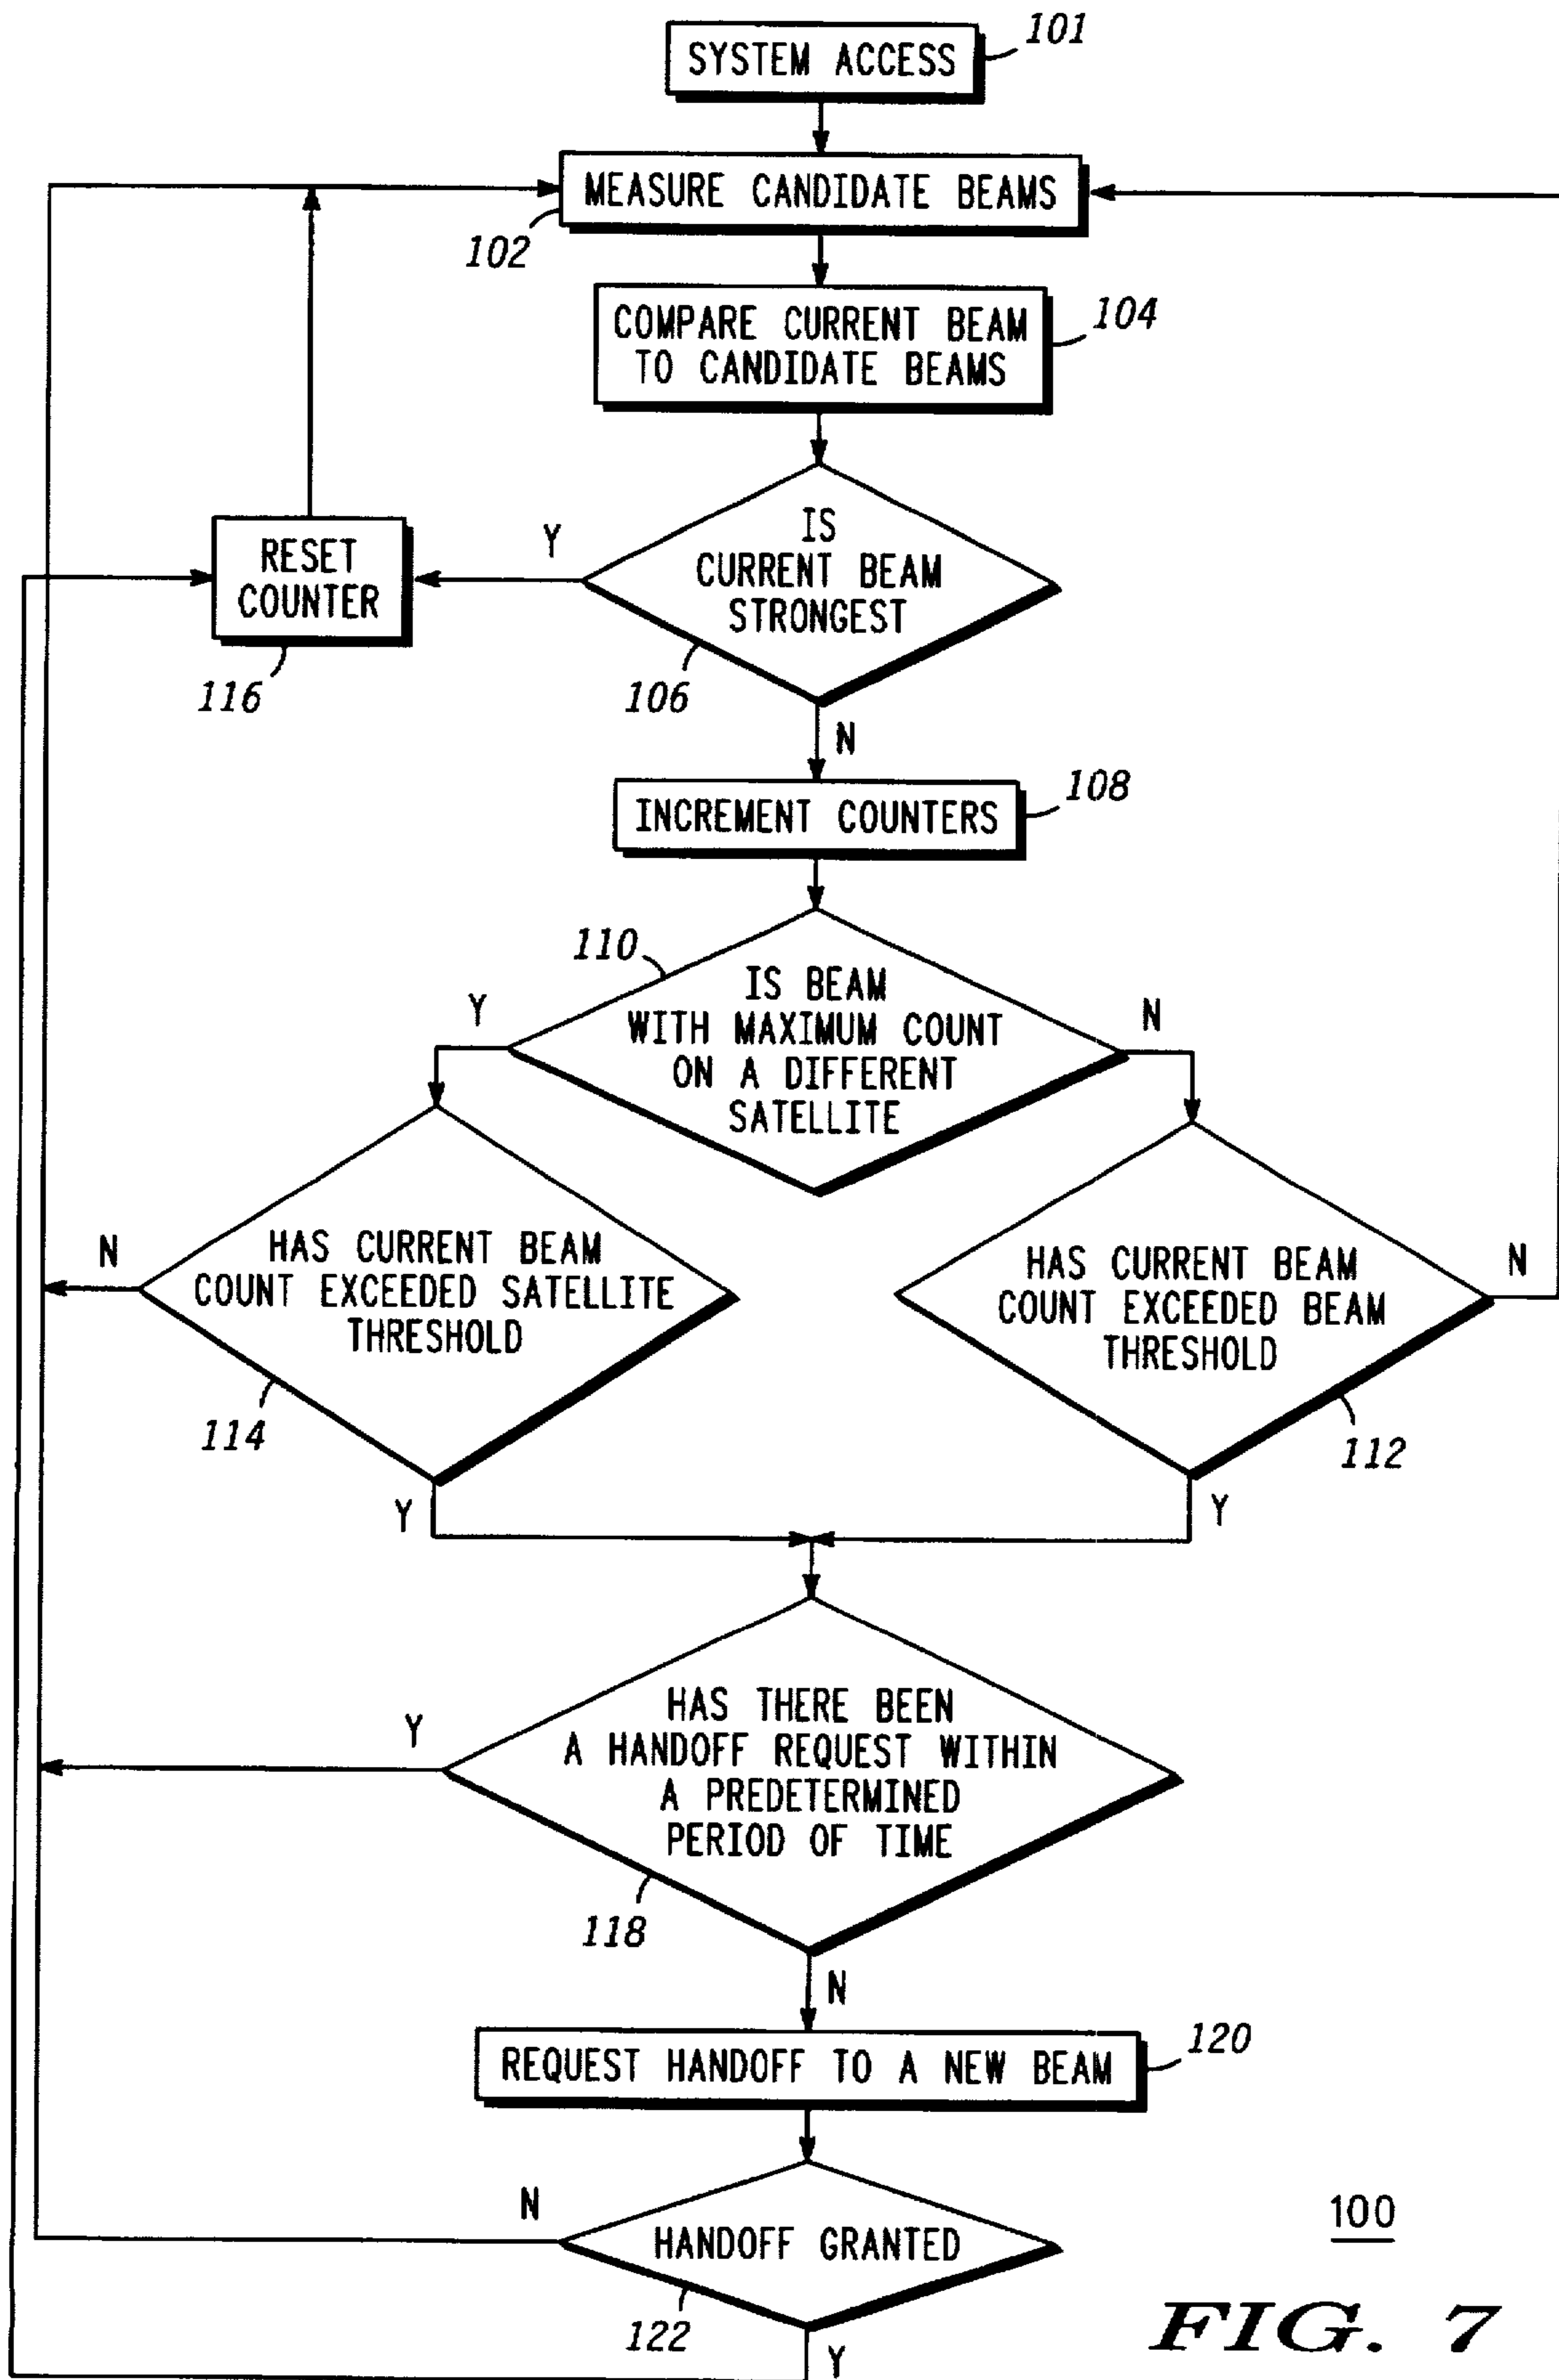 SYSTEM ACCESS
101
MEASURE CANDIDATE BEAMS
102
COMPARE CURRENT BEAM
TO CANDIDATE BEAMS
104
IS
CURRENT BEAM
STRONGEST
106
Y
RESET
COUNTER
116
N
INCREMENT COUNTERS
108
110
IS BEAM
WITH MAXIMUM COUNT
ON A DIFFERENT
SATELLITE
Y
N
HAS CURRENT BEAM
COUNT EXCEEDED SATELLITE
THRESHOLD
N
114
Y
HAS CURRENT BEAM
COUNT EXCEEDED BEAM
THRESHOLD
N
112
Y
HAS THERE BEEN
A HANDOFF REQUEST WITHIN
A PREDETERMINED
PERIOD OF TIME
Y
118
N
REQUEST HANDOFF TO A NEW BEAM
120
HANDOFF GRANTED
N
122
Y
100
FIG. 7